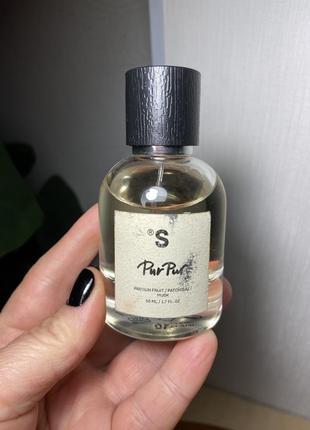 ®S
PurPur
PASSION FRUIT / PATCHOULI /
MUSK
50 ML / 1.7 FL. OZ